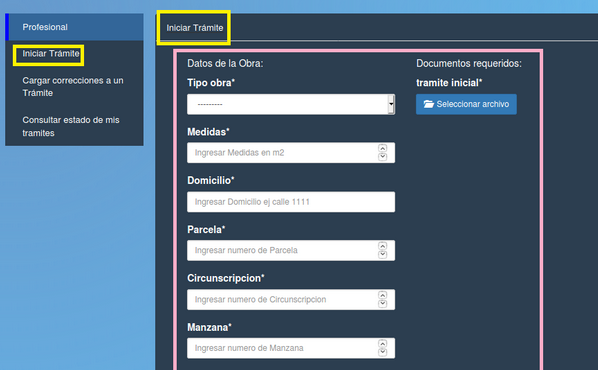 Profesional
Iniciar Trámite
Cargar correcciones a un
Trámite
Consultar estado de mis
tramites
Iniciar Trámite
Datos de la Obra:
Tipo obra*
---------
Medidas*
Ingresar Medidas en m2
Domicilio*
Ingresar Domicilio ej calle 1111
Parcela*
Ingresar numero de Parcela
Circunscripcion*
Ingresar numero de Circunscripcion
Manzana*
Ingresar numero de Manzana
Documentos requeridos:
tramite inicial*
Seleccionar archivo